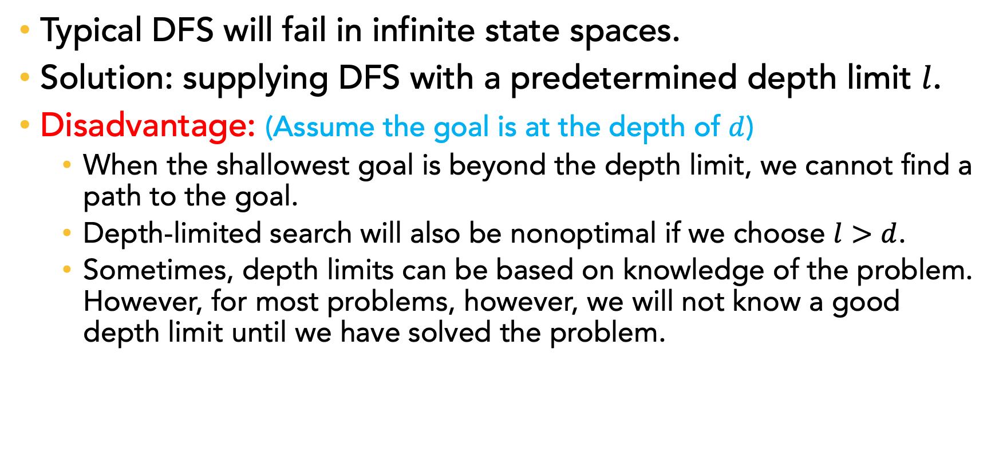 • Typical DFS will fail in infinite state spaces.
• Solution: supplying DFS with a predetermined depth limit l.
• Disadvantage: (Assume the goal is at the depth of d)
• When the shallowest goal is beyond the depth limit, we cannot find a
path to the goal.
• Depth-limited search will also be nonoptimal if we choose l > d.
• Sometimes, depth limits can be based on knowledge of the problem.
However, for most problems, however, we will not know a good
depth limit until we have solved the problem.